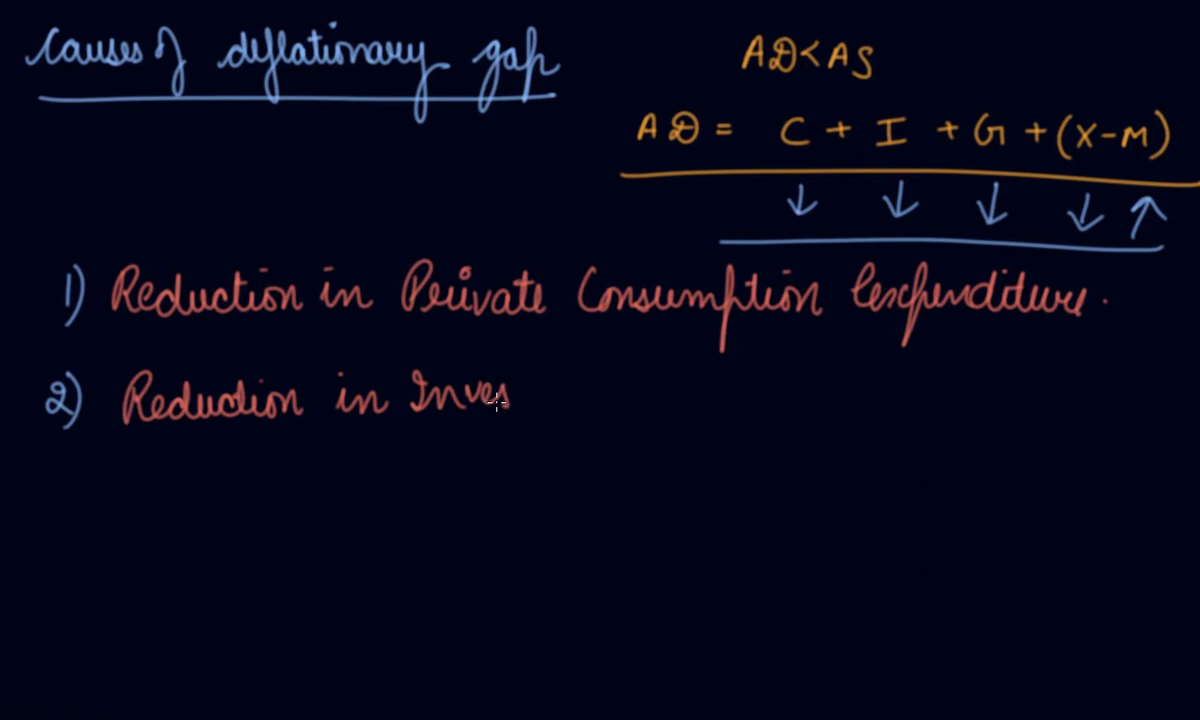 Causes of deflationary gap
AD < AS
AD = C + I + G + (X-M)
↓ ↓ ↓ ↓ ↑
1) Reduction in Private Consumption Expenditure.
2) Reduction in Inves